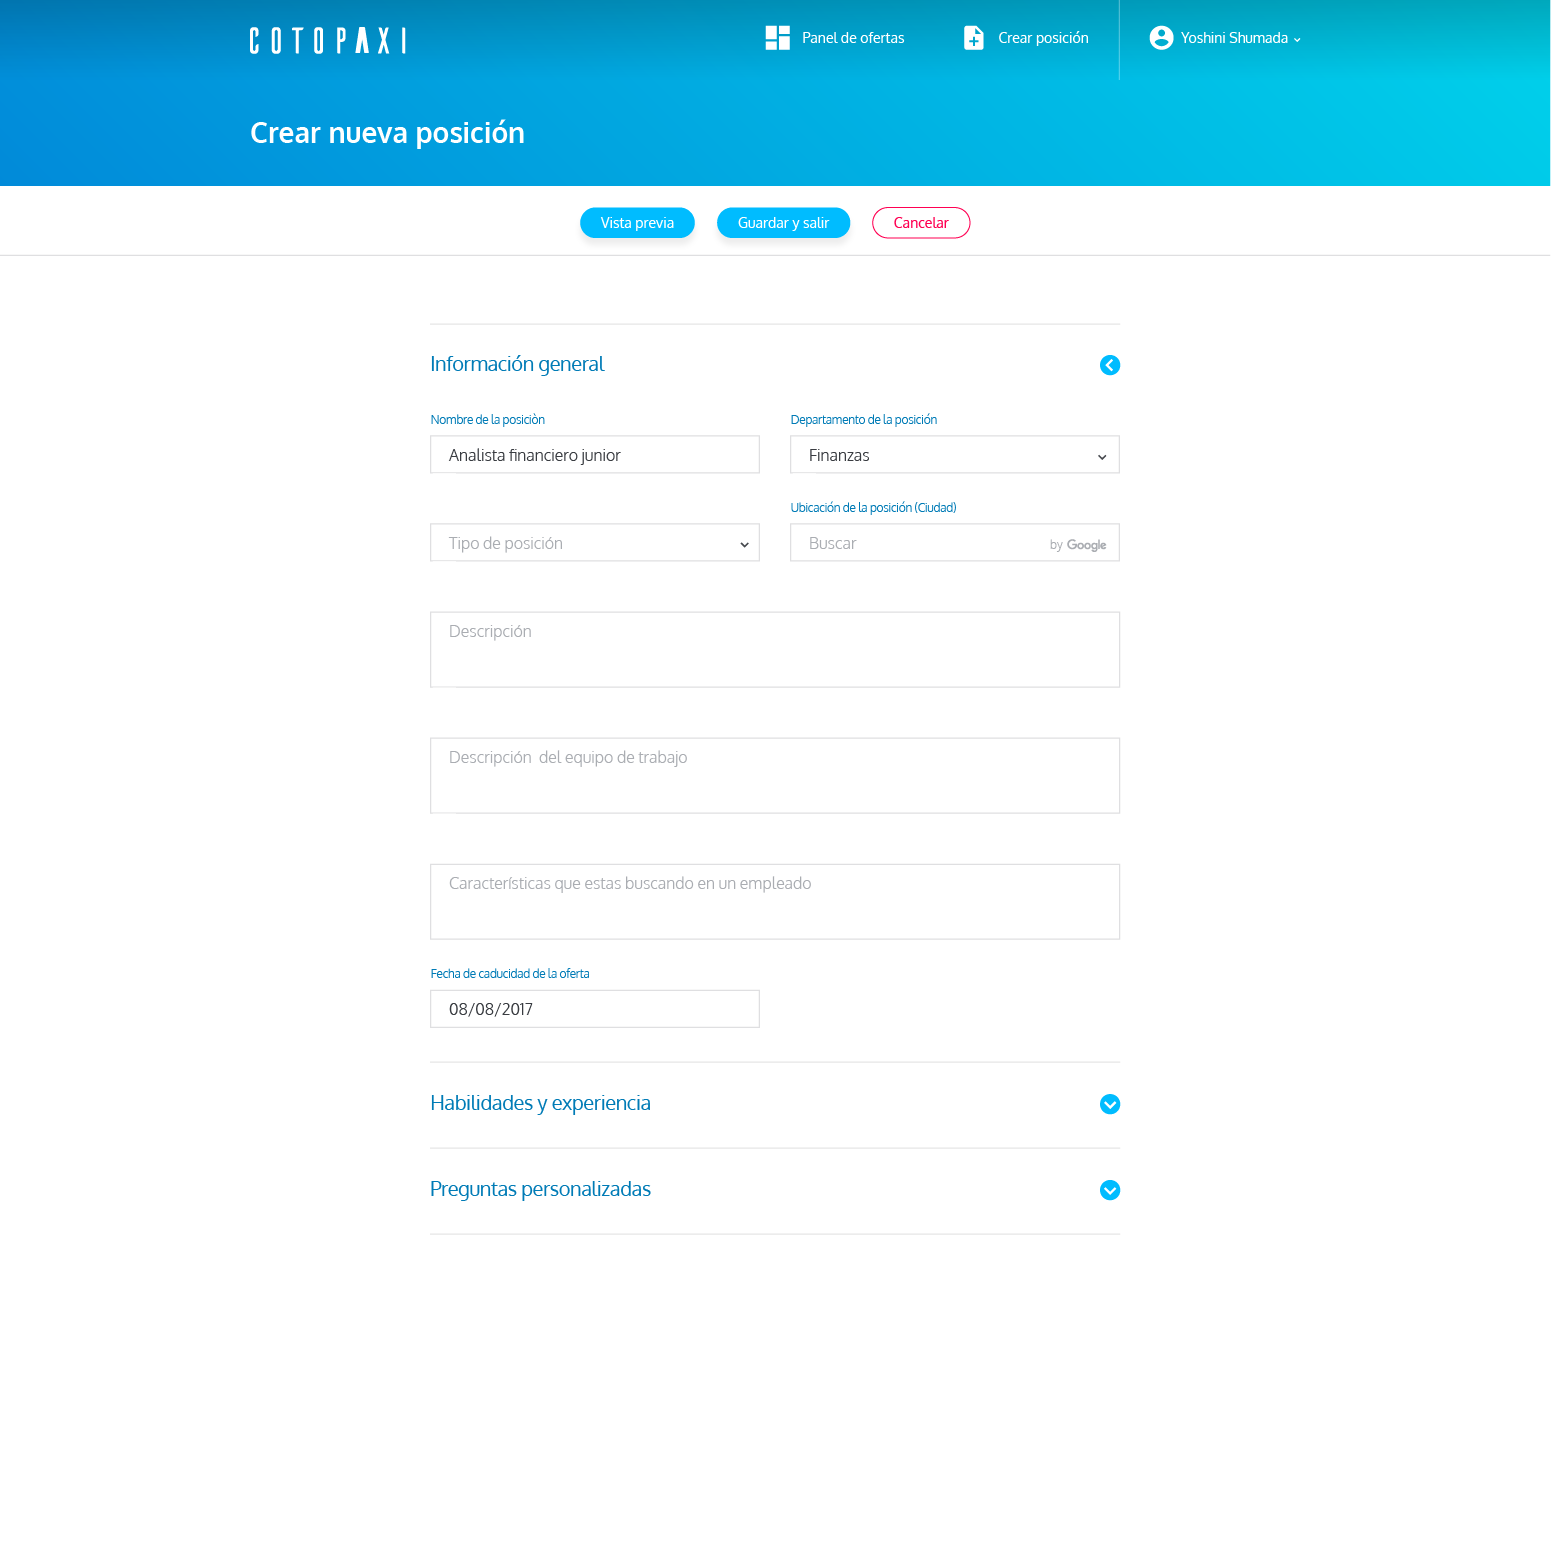 COTOPAXI
Panel de ofertas
Crear posición
Yoshini Shumada
Crear nueva posición
Vista previa
Guardar y salir
Cancelar
Información general
Nombre de la posiciòn
Departamento de la posición
Analista financiero junior
Finanzas
Ubicación de la posición (Ciudad)
Tipo de posición
Buscar
by Google
Descripción
Descripción  del equipo de trabajo
Características que estas buscando en un empleado
Fecha de caducidad de la oferta
08/08/2017
Habilidades y experiencia
Preguntas personalizadas